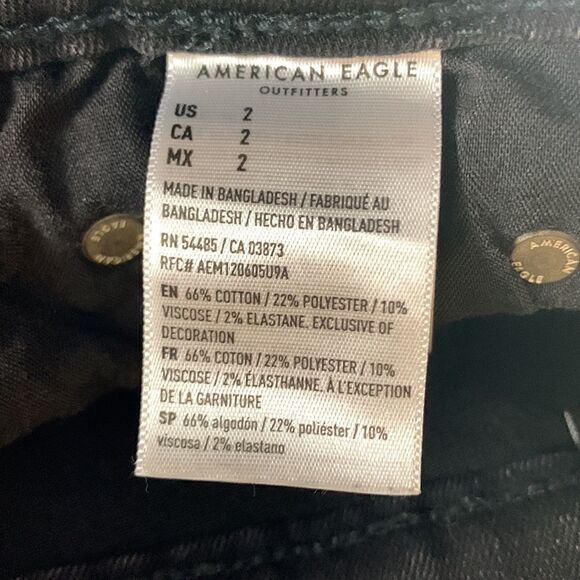 AMERICAN EAGLE
OUTFITTERS
US 2
CA 2
MX 2
MADE IN BANGLADESH / FABRIQUÉ AU
BANGLADESH / HECHO EN BANGLADESH
RN 54485 / CA 03873
RFC# AEM120605U9A
EN 66% COTTON / 22% POLYESTER / 10%
VISCOSE / 2% ELASTANE. EXCLUSIVE OF
DECORATION
FR 66% COTON / 22% POLYESTER / 10%
VISCOSE / 2% ÉLASTHANNE. À L'EXCEPTION
DE LA GARNITURE
SP 66% algodón / 22% poliéster / 10%
viscosa / 2% elastano
AMERICAN
EAGLE
AMERICAN
EAGLE